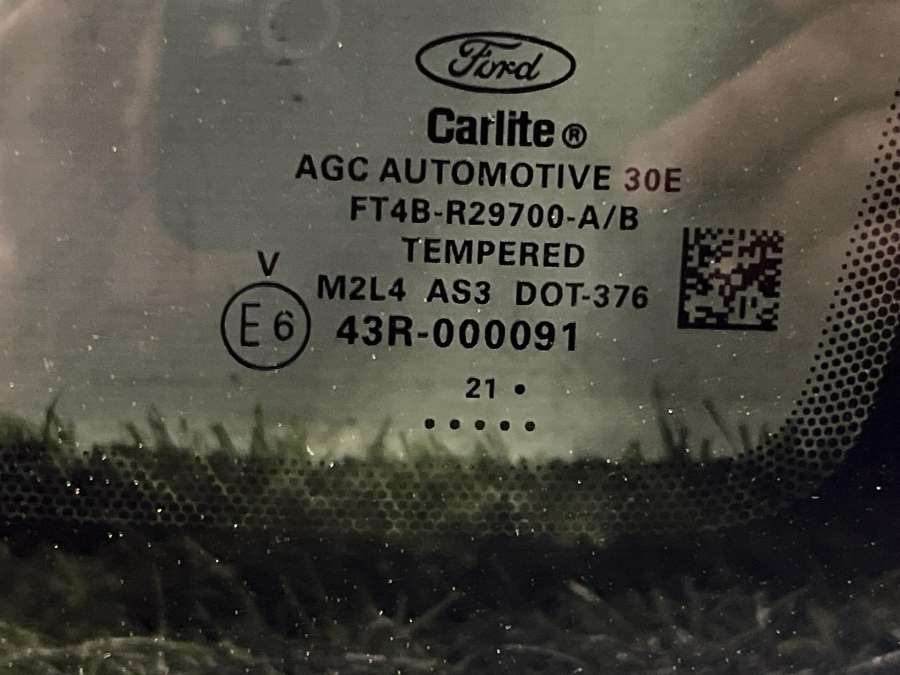 Ford
Carlite®
AGC AUTOMOTIVE 30E
FT4B-R29700-A/B
TEMPERED
V
M2L4 AS3 DOT-376
E6 43R-000091
21 •
• • • • •